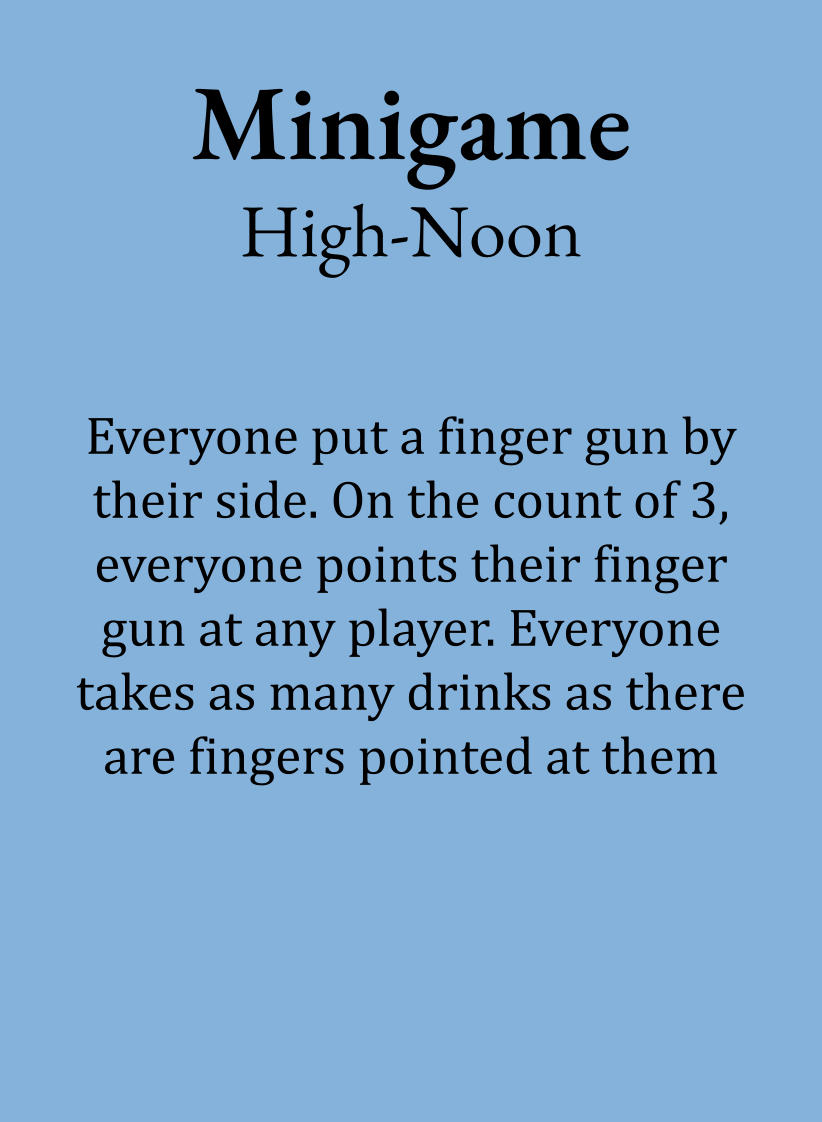 Minigame
High-Noon
Everyone put a finger gun by
their side. On the count of 3,
everyone points their finger
gun at any player. Everyone
takes as many drinks as there
are fingers pointed at them